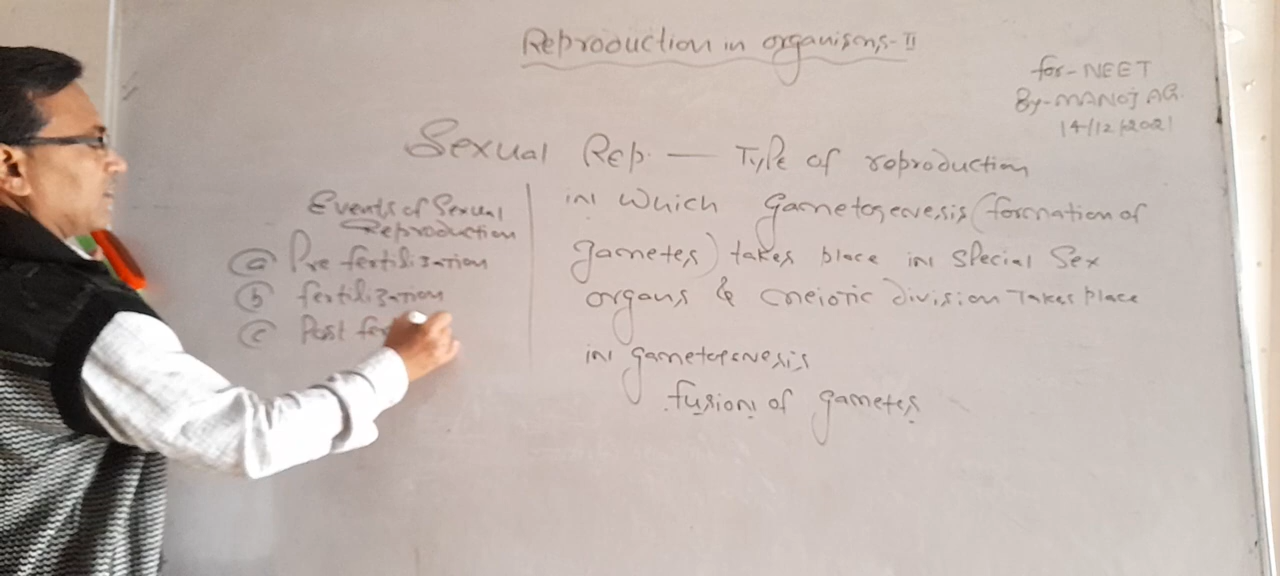 Reproduction in organisms-II
for-NEET
By-MANOJ AG.
14/12/2021
Sexual Rep. — Type of reproduction
in which gametogenesis (formation of
gametes) takes place in special sex
organs & meiotic division takes place
in gametogenesis
fusion of gametes
Events of Sexual
Reproduction
(a) Pre fertilization
(b) fertilization
(c) Post fer